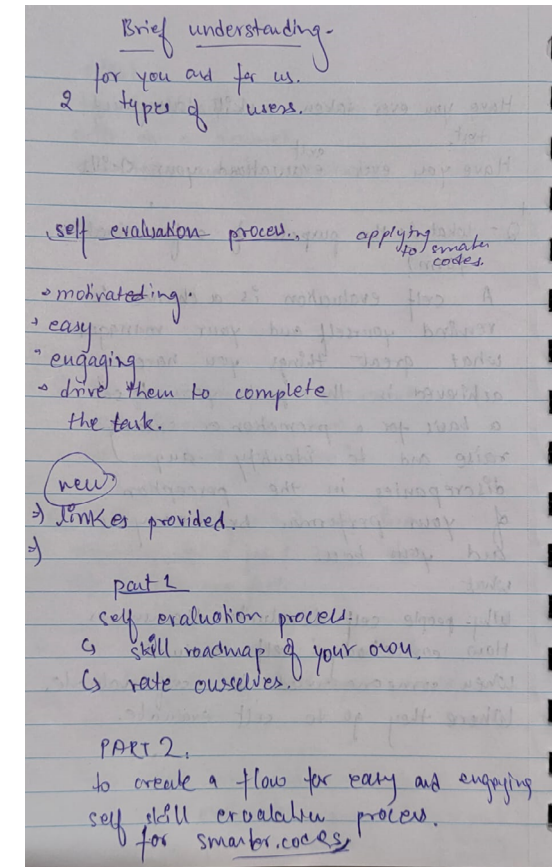 Brief understanding-
for you and for us.
2 types of users.
self evaluation process. applying
to smater
codes.
→ motivateding.
→ easy
→ engaging
→ drive them to complete
the task.
new
⇒ linkes provided.
⇒
part 1
self evaluation process.
↳ skill roadmap of your own.
↳ rate ourselves.
PART 2.
to create a flow for easy and engaging
self skill evaluation process.
for smarter.codes